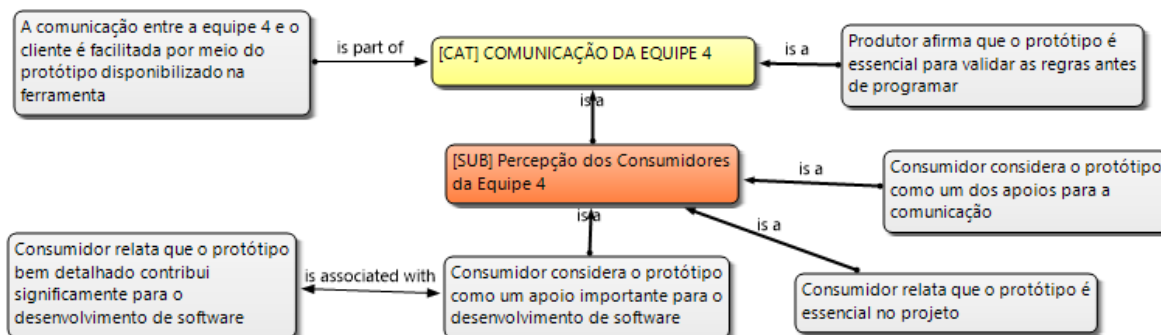 A comunicação entre a equipe 4 e o
cliente é facilitada por meio do
protótipo disponibilizado na
ferramenta
is part of
[CAT] COMUNICAÇÃO DA EQUIPE 4
is a
Produtor afirma que o protótipo é
essencial para validar as regras antes
de programar
is a
[SUB] Percepção dos Consumidores
da Equipe 4
is a
Consumidor considera o protótipo
como um dos apoios para a
comunicação
is a
is a
Consumidor relata que o protótipo
bem detalhado contribui
significamente para o
desenvolvimento de software
is associated with
Consumidor considera o protótipo
como um apoio importante para o
desenvolvimento de software
Consumidor relata que o protótipo é
essencial no projeto